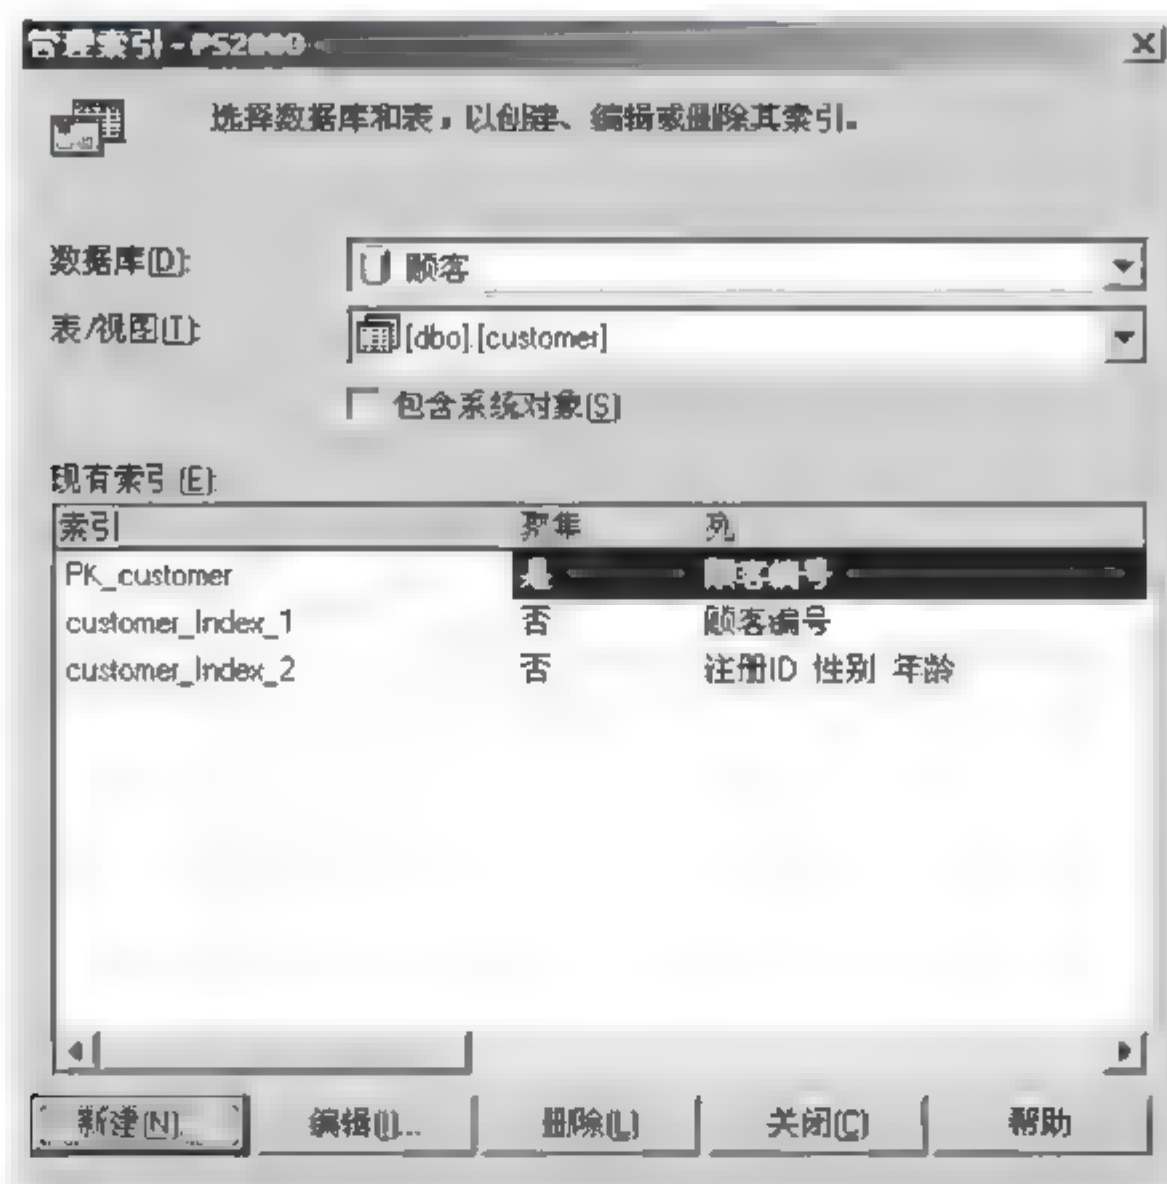 管理索引 - PS2000
选择数据库和表，以创建、编辑或删除其索引。
数据库(D):
顾客
表/视图(T):
[dbo].[customer]
包含系统对象(S)
现有索引(E):
索引 聚集 列
PK_customer 是 顾客编号
customer_Index_1 否 顾客编号
customer_Index_2 否 注册ID 性别 年龄
新建(N)... 编辑(I)... 删除(L) 关闭(C) 帮助